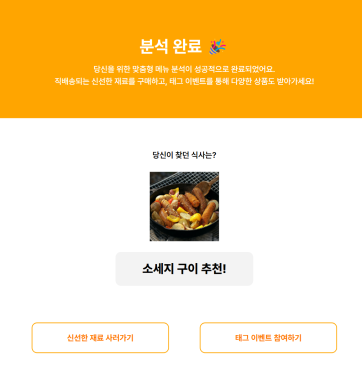 분석 완료 🎉
당신을 위한 맞춤형 메뉴 분석이 성공적으로 완료되었어요.
직배송되는 신선한 재료를 구매하고, 태그 이벤트를 통해 다양한 상품도 받아가세요!
당신이 찾던 식사는?
소세지 구이 추천!
신선한 재료 사러가기
태그 이벤트 참여하기